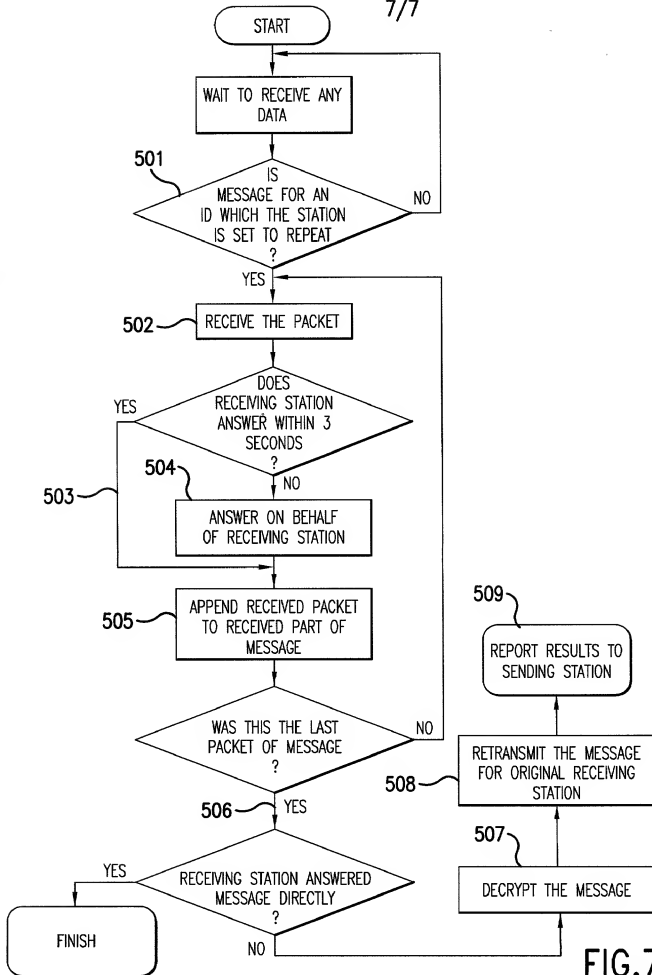 7/7
START
WAIT TO RECEIVE ANY
DATA
501
IS
MESSAGE FOR AN
ID WHICH THE STATION
IS SET TO REPEAT
?
NO
YES
502
RECEIVE THE PACKET
DOES
RECEIVING STATION
ANSWER WITHIN 3
SECONDS
?
YES
503
504
NO
ANSWER ON BEHALF
OF RECEIVING STATION
505
APPEND RECEIVED PACKET
TO RECEIVED PART OF
MESSAGE
WAS THIS THE LAST
PACKET OF MESSAGE
?
NO
506
YES
RECEIVING STATION ANSWERED
MESSAGE DIRECTLY
?
YES
FINISH
NO
507
DECRYPT THE MESSAGE
508
RETRANSMIT THE MESSAGE
FOR ORIGINAL RECEIVING
STATION
509
REPORT RESULTS TO
SENDING STATION
FIG.7